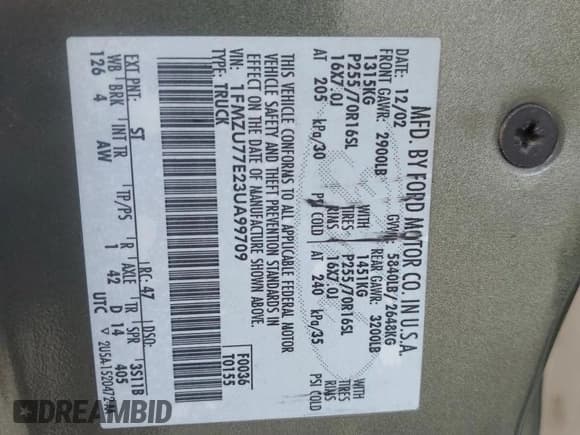 MFD. BY FORD MOTOR CO. IN U.S.A.
DATE: 12/02 GVWR: 5840LB/ 2648KG
FRONT GAWR: 2900LB REAR GAWR: 3200LB
1315KG WITH 1451KG WITH
P255/70R16SL TIRES P255/70R16SL TIRES
16X7.0J RIMS 16X7.0J RIMS
AT 205 kPa/30 PSI COLD AT 240 kPa/35 PSI COLD
THIS VEHICLE CONFORMS TO ALL APPLICABLE FEDERAL MOTOR
VEHICLE SAFETY AND THEFT PREVENTION STANDARDS IN
EFFECT ON THE DATE OF MANUFACTURE SHOWN ABOVE.
VIN: 1FMZU77E23UA99709 F0036
TYPE: TRUCK T0155
EXT PNT: ST RC: 47 DSO: 3S11B
WB BRK INT TR TP/PS R AXLE TR SPR
126 4 AW 1 42 D 14 405
UTC
DREAMBID